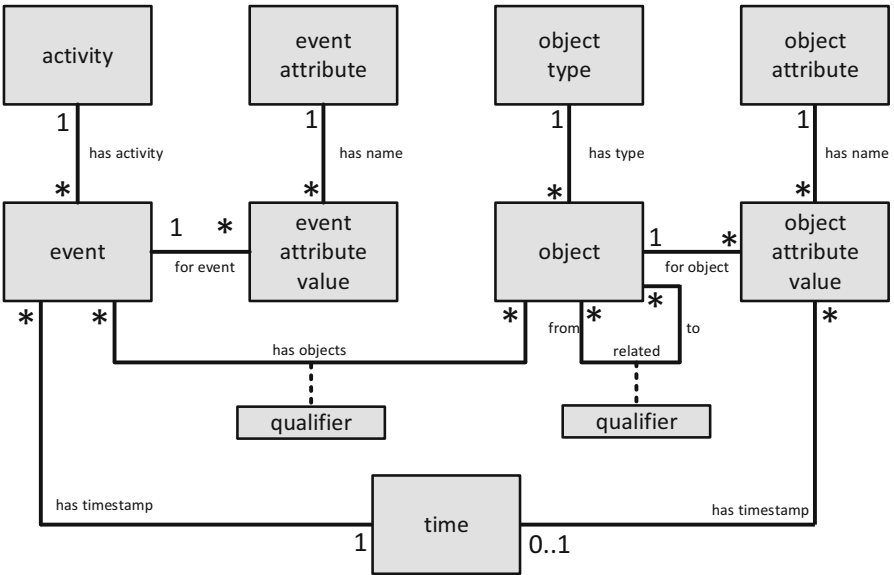 activity
event
attribute
object
type
object
attribute
1
1
1
1
has activity
has name
has type
has name
*
*
*
*
event
1
*
for event
event
attribute
value
object
1
*
for object
object
attribute
value
*
*
*
from
*
*
to
*
has objects
related
qualifier
qualifier
has timestamp
time
has timestamp
1
0..1